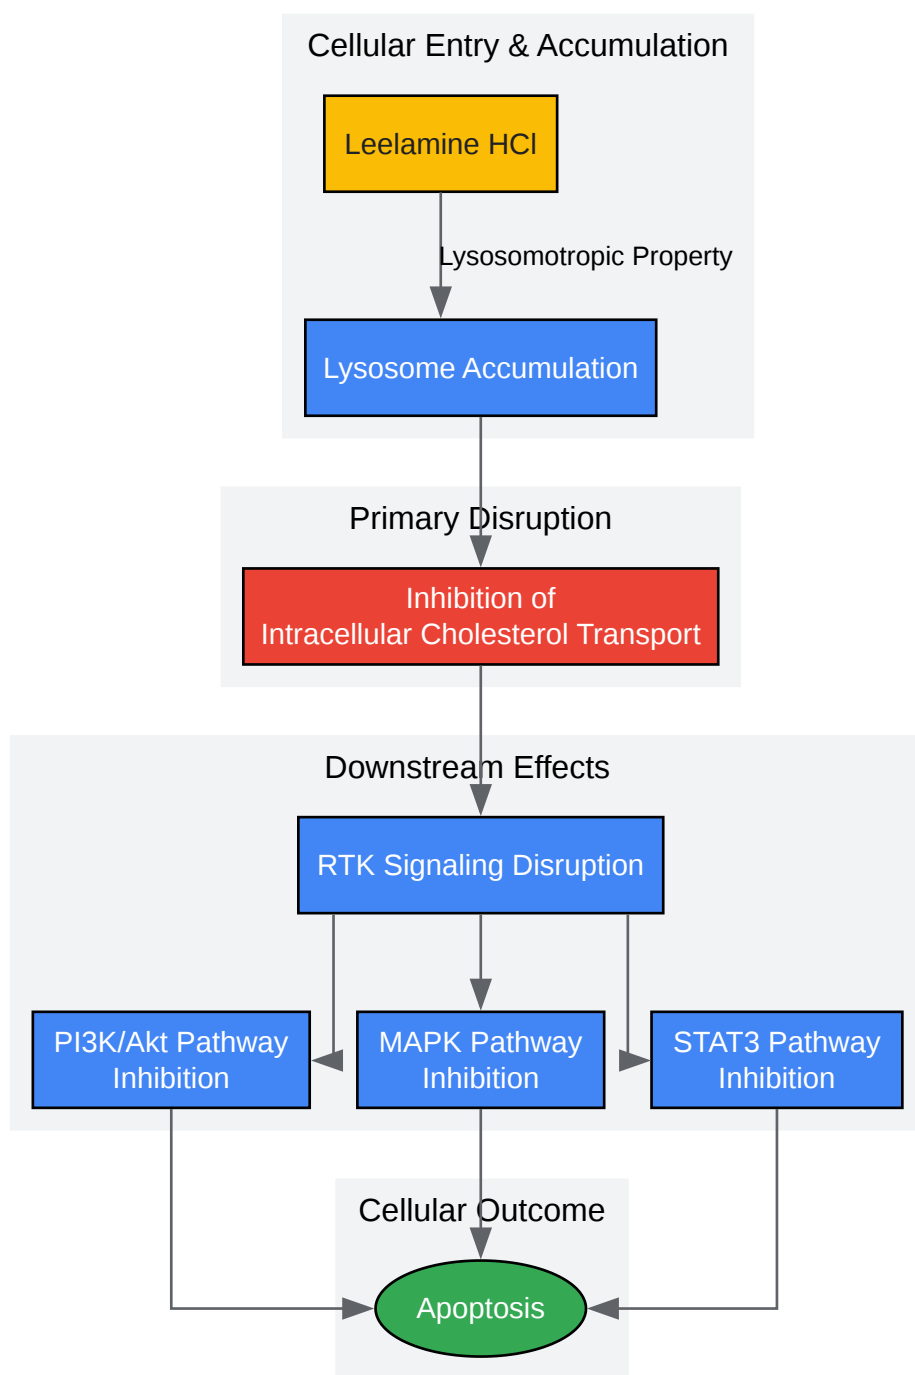 Cellular Entry & Accumulation
Leelamine HCl
Lysosomotropic Property
Lysosome Accumulation
Primary Disruption
Inhibition of
Intracellular Cholesterol Transport
Downstream Effects
RTK Signaling Disruption
PI3K/Akt Pathway
Inhibition
MAPK Pathway
Inhibition
STAT3 Pathway
Inhibition
Cellular Outcome
Apoptosis